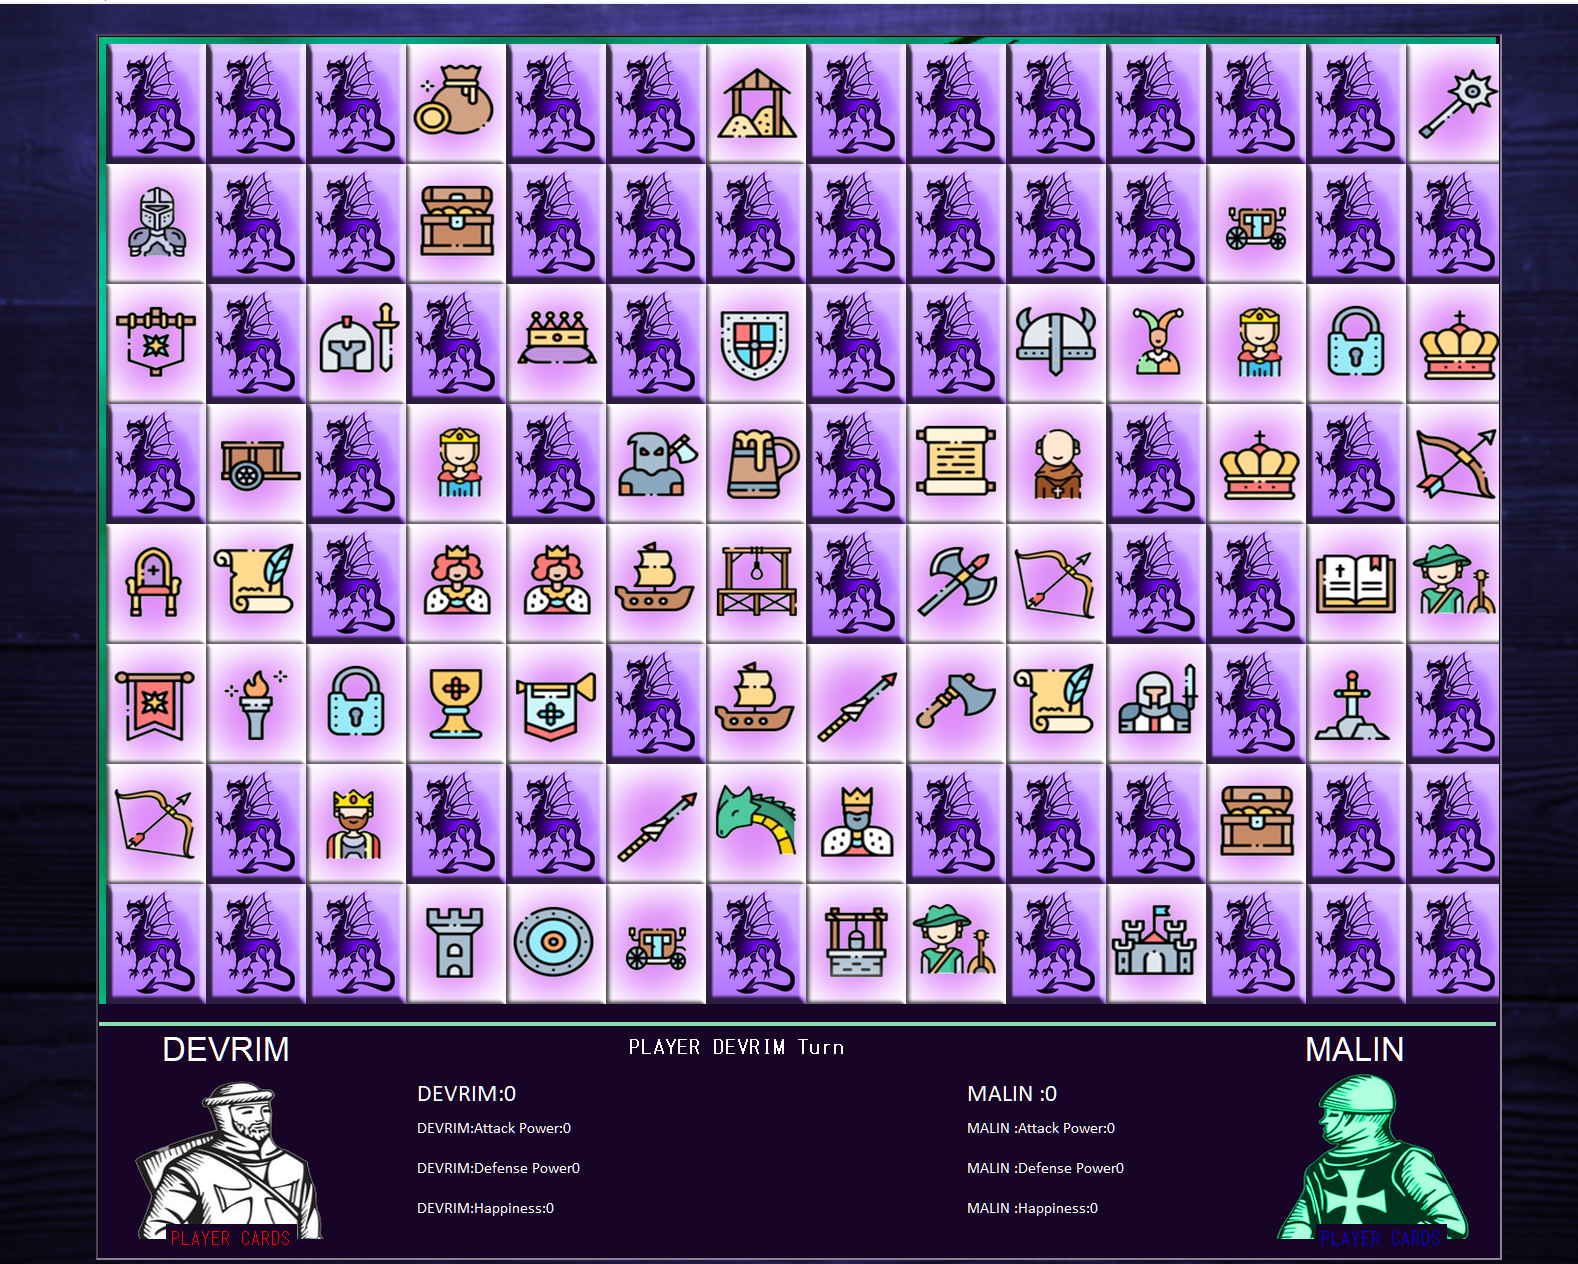 DEVRIM
PLAYER DEVRIM Turn
MALIN
DEVRIM:0
MALIN :0
DEVRIM:Attack Power:0
MALIN :Attack Power:0
DEVRIM:Defense Power0
MALIN :Defense Power0
DEVRIM:Happiness:0
MALIN :Happiness:0
PLAYER CARDS
PLAYER CARDS